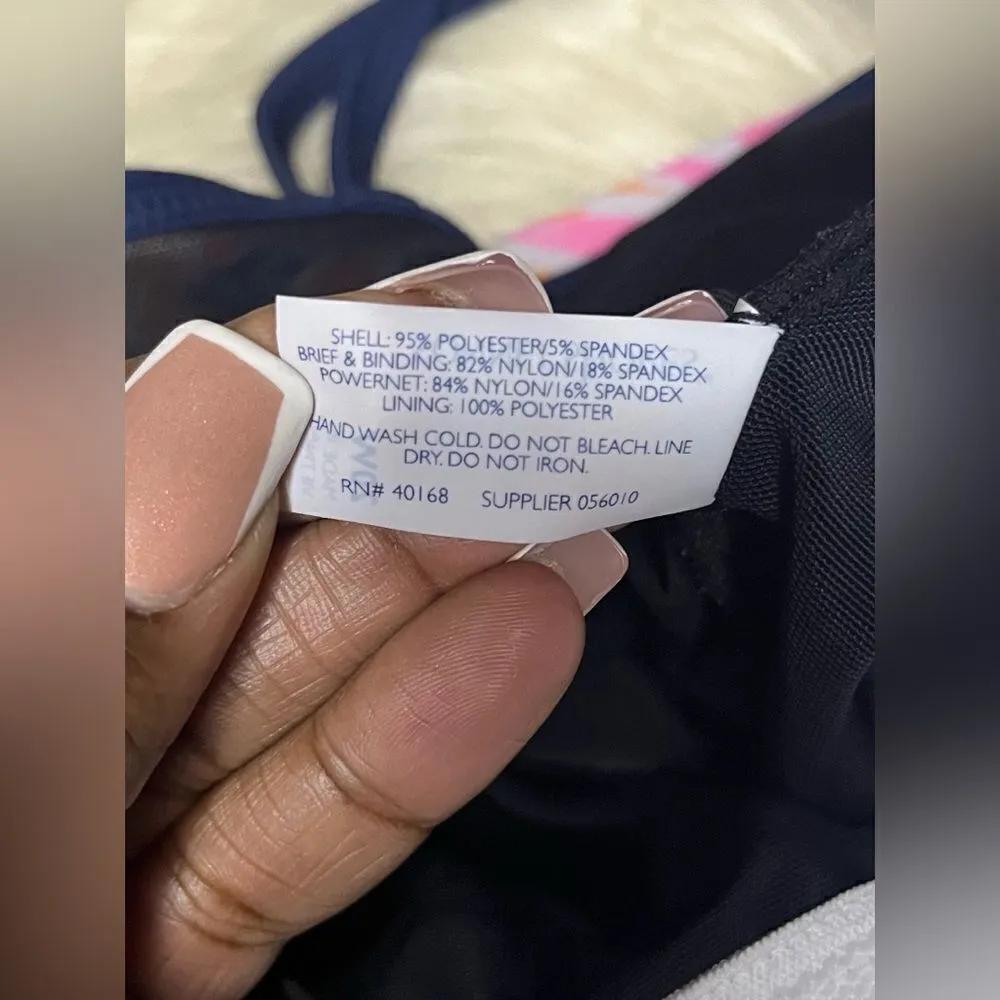 SHELL: 95% POLYESTER/5% SPANDEX
BRIEF & BINDING: 82% NYLON/18% SPANDEX
POWERNET: 84% NYLON/16% SPANDEX
LINING: 100% POLYESTER
HAND WASH COLD. DO NOT BLEACH. LINE
DRY. DO NOT IRON.
RN# 40168 SUPPLIER 056010